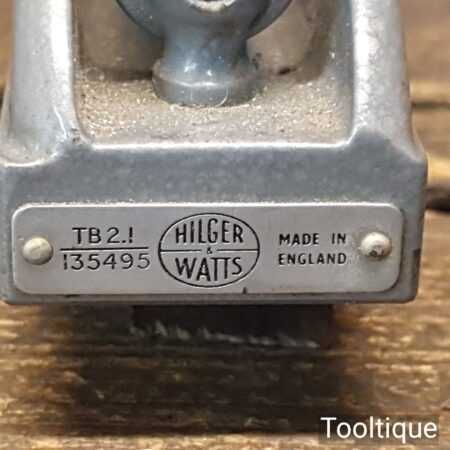 TB2.1
135495
HILGER
&
WATTS
MADE IN
ENGLAND
Tooltique